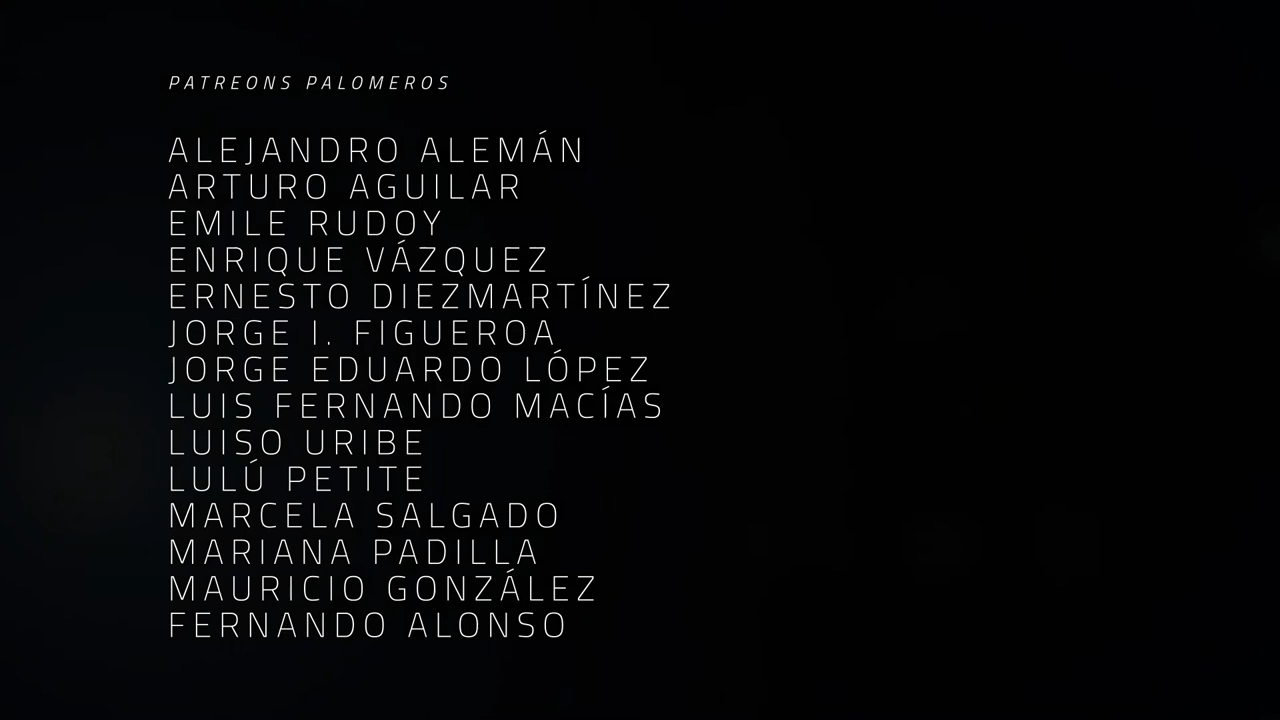 PATREONS PALOMEROS
ALEJANDRO ALEMÁN
ARTURO AGUILAR
EMILE RUDOY
ENRIQUE VÁZQUEZ
ERNESTO DIEZMARTÍNEZ
JORGE I. FIGUEROA
JORGE EDUARDO LÓPEZ
LUIS FERNANDO MACÍAS
LUISO URIBE
LULÚ PETITE
MARCELA SALGADO
MARIANA PADILLA
MAURICIO GONZÁLEZ
FERNANDO ALONSO